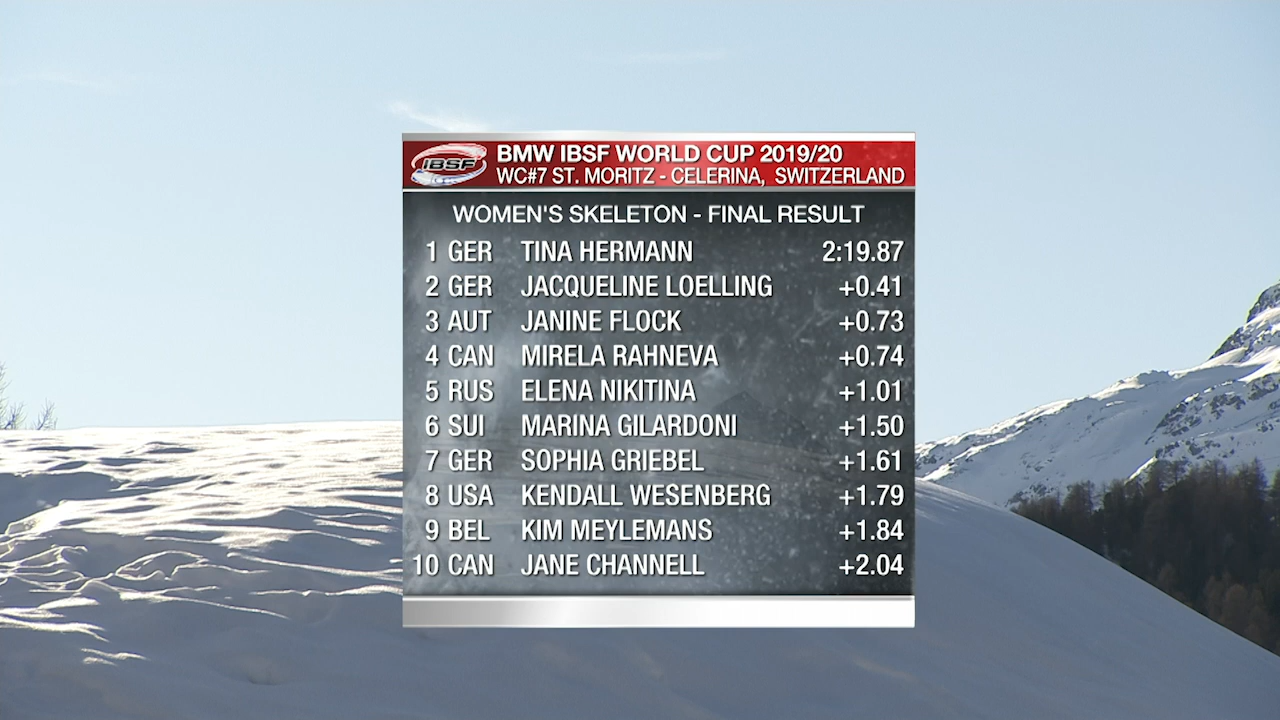 IBSF
BMW IBSF WORLD CUP 2019/20
WC#7 ST. MORITZ - CELERINA, SWITZERLAND
WOMEN'S SKELETON - FINAL RESULT
1 GER TINA HERMANN 2:19.87
2 GER JACQUELINE LOELLING +0.41
3 AUT JANINE FLOCK +0.73
4 CAN MIRELA RAHNEVA +0.74
5 RUS ELENA NIKITINA +1.01
6 SUI MARINA GILARDONI +1.50
7 GER SOPHIA GRIEBEL +1.61
8 USA KENDALL WESENBERG +1.79
9 BEL KIM MEYLEMANS +1.84
10 CAN JANE CHANNELL +2.04